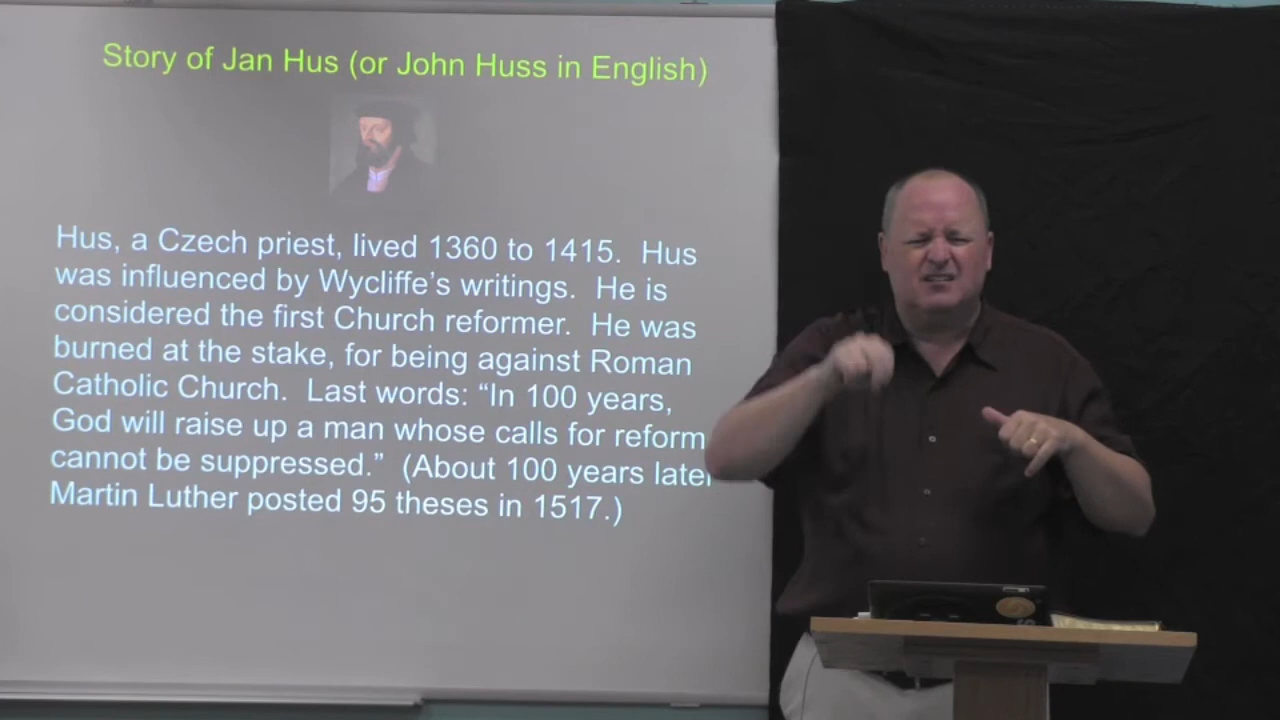 Story of Jan Hus (or John Huss in English)
Hus, a Czech priest, lived 1360 to 1415. Hus
was influenced by Wycliffe's writings. He is
considered the first Church reformer. He was
burned at the stake, for being against Roman
Catholic Church. Last words: “In 100 years,
God will raise up a man whose calls for reform
cannot be suppressed.” (About 100 years later
Martin Luther posted 95 theses in 1517.)